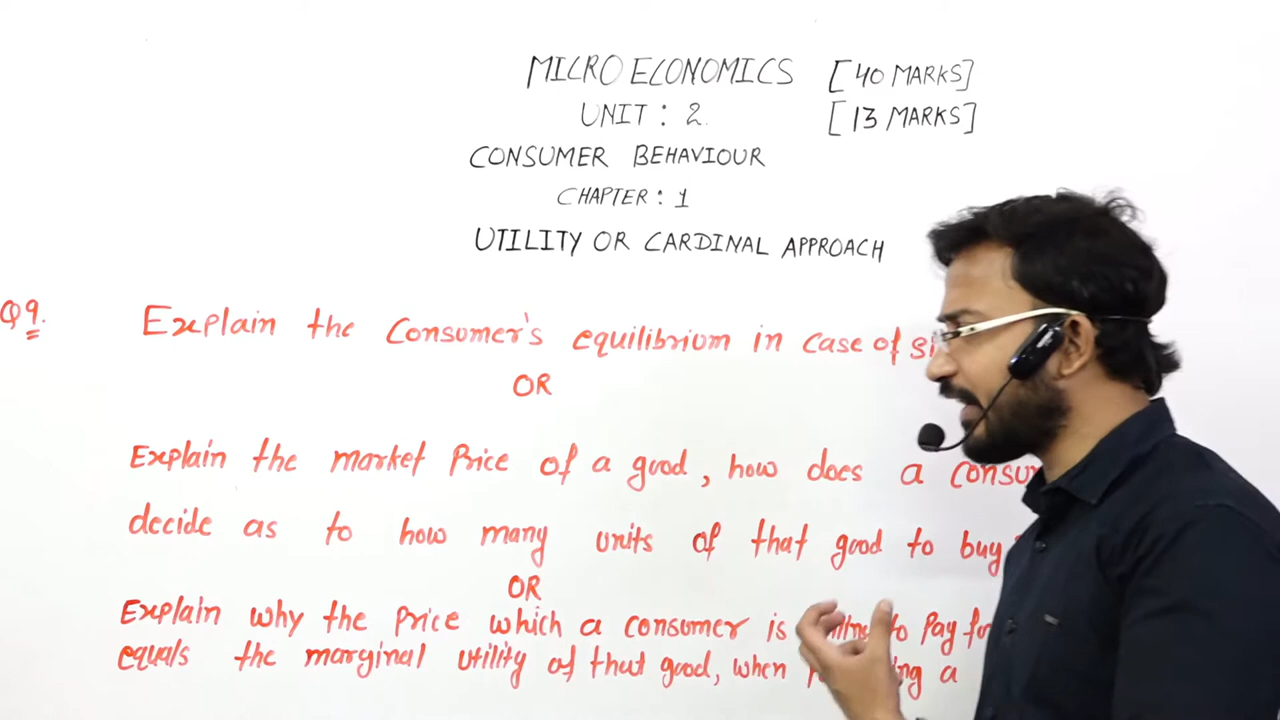 MICRO ECONOMICS [40 MARKS]
UNIT : 2. [13 MARKS]
CONSUMER BEHAVIOUR
CHAPTER : 1
UTILITY OR CARDINAL APPROACH
Q9. Explain the Consumer's equilibrium in case of
OR
Explain the market Price of a good, how does a
decide as to how many units of that good to buy
OR
Explain why the price which a consumer is to Pay
equals the marginal utility of that good, when a